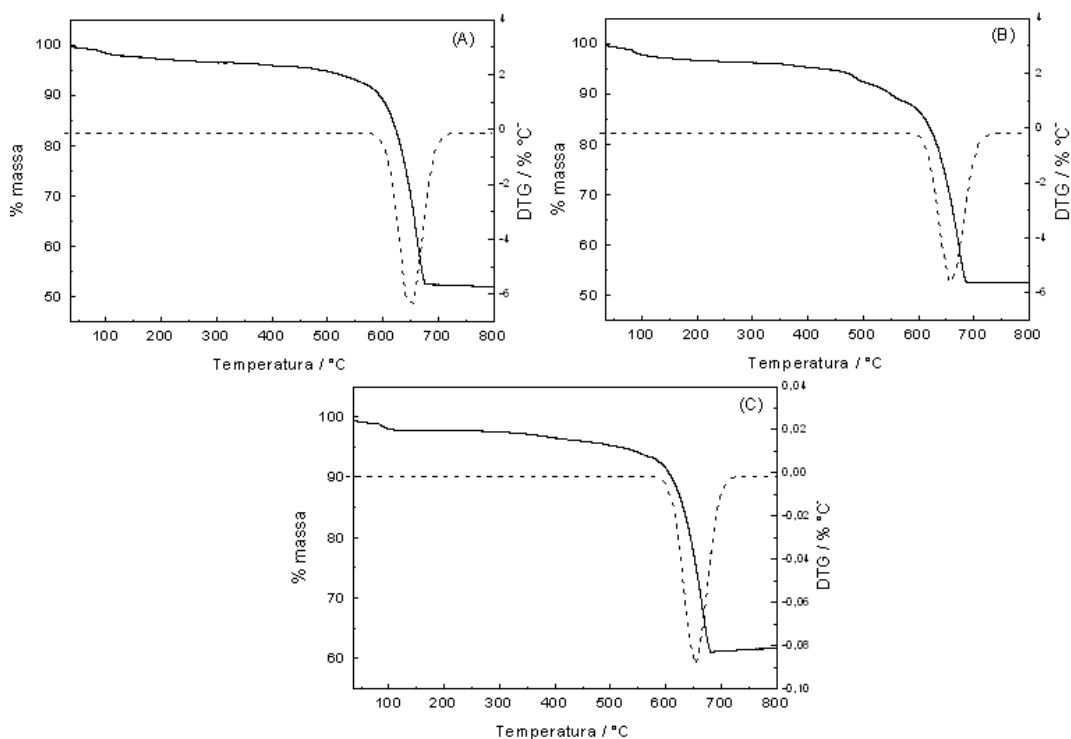 (A)
% massa
100
90
80
70
60
50
4
2
0
-2
-4
-6
DTG / % °C⁻
100 200 300 400 500 600 700 800
Temperatura / °C
(B)
% massa
100
90
80
70
60
50
4
2
0
-2
-4
-6
DTG / % °C⁻
100 200 300 400 500 600 700 800
Temperatura / °C
(C)
% massa
100
90
80
70
60
0,04
0,02
0,00
-0,02
-0,04
-0,06
-0,08
-0,10
DTG / % °C⁻
100 200 300 400 500 600 700 800
Temperatura / °C